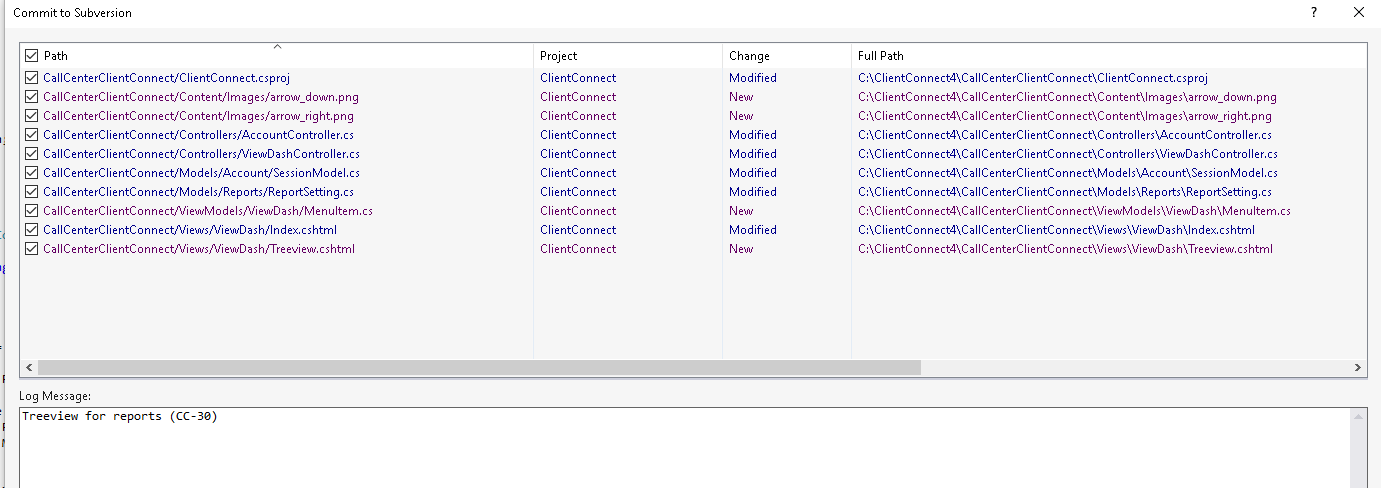 Commit to Subversion
Path Project Change Full Path
CallCenterClientConnect/ClientConnect.csproj ClientConnect Modified C:\ClientConnect4\CallCenterClientConnect\ClientConnect.csproj
CallCenterClientConnect/Content/Images/arrow_down.png ClientConnect New C:\ClientConnect4\CallCenterClientConnect\Content\Images\arrow_down.png
CallCenterClientConnect/Content/Images/arrow_right.png ClientConnect New C:\ClientConnect4\CallCenterClientConnect\Content\Images\arrow_right.png
CallCenterClientConnect/Controllers/AccountController.cs ClientConnect Modified C:\ClientConnect4\CallCenterClientConnect\Controllers\AccountController.cs
CallCenterClientConnect/Controllers/ViewDashController.cs ClientConnect Modified C:\ClientConnect4\CallCenterClientConnect\Controllers\ViewDashController.cs
CallCenterClientConnect/Models/Account/SessionModel.cs ClientConnect Modified C:\ClientConnect4\CallCenterClientConnect\Models\Account\SessionModel.cs
CallCenterClientConnect/Models/Reports/ReportSetting.cs ClientConnect Modified C:\ClientConnect4\CallCenterClientConnect\Models\Reports\ReportSetting.cs
CallCenterClientConnect/ViewModels/ViewDash/MenuItem.cs ClientConnect New C:\ClientConnect4\CallCenterClientConnect\ViewModels\ViewDash\MenuItem.cs
CallCenterClientConnect/Views/ViewDash/Index.cshtml ClientConnect Modified C:\ClientConnect4\CallCenterClientConnect\Views\ViewDash\Index.cshtml
CallCenterClientConnect/Views/ViewDash/Treeview.cshtml ClientConnect New C:\ClientConnect4\CallCenterClientConnect\Views\ViewDash\Treeview.cshtml
Log Message:
Treeview for reports (CC-30)